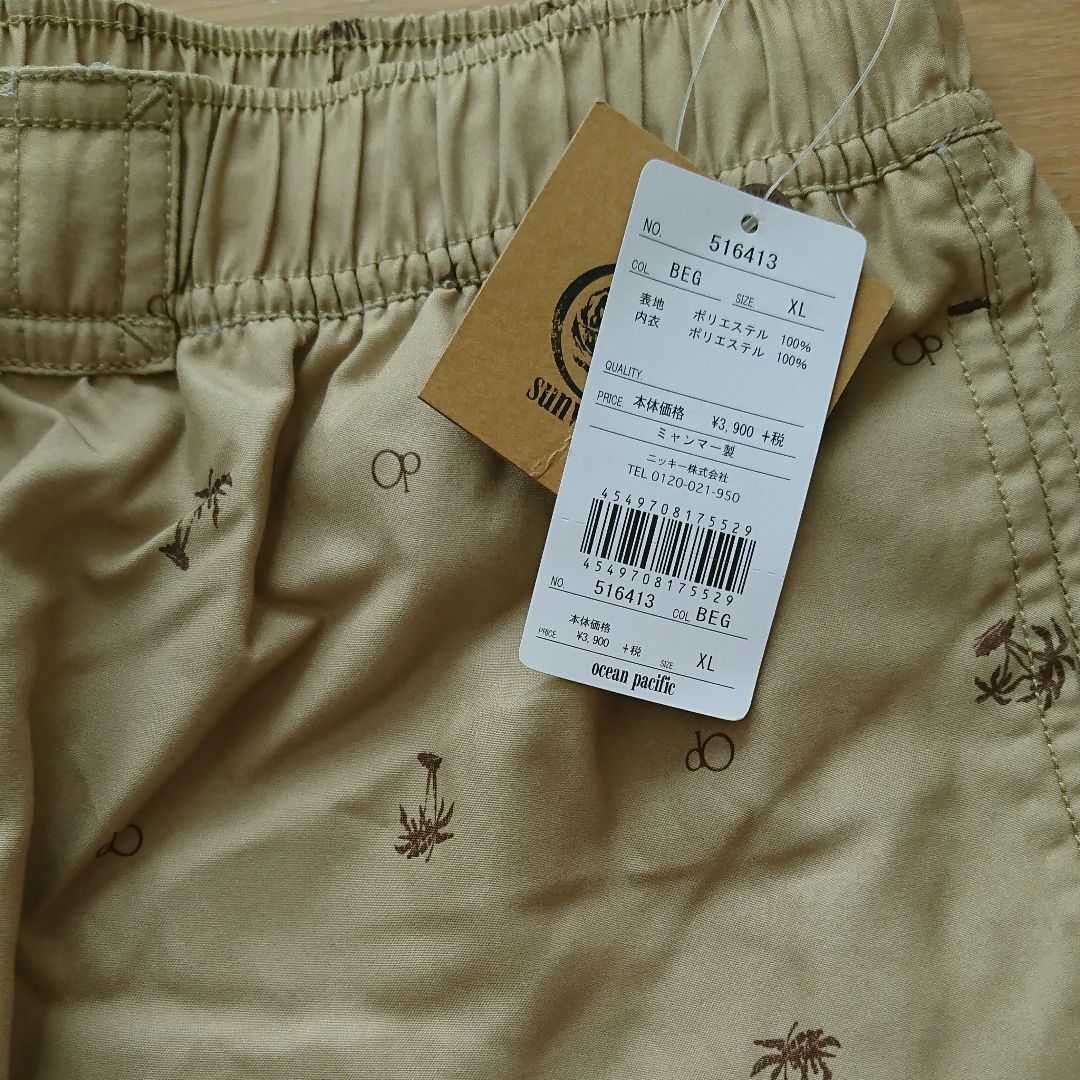 NO. 516413
COL BEG SIZE XL
表地 ポリエステル 100%
内衣 ポリエステル 100%
QUALITY
PRICE 本体価格 ¥3,900 +税
ミャンマー製
ニッキー株式会社
TEL 0120-021-950
4549708175529
4549708175529
NO 516413 COL BEG
本体価格
PRICE ¥3,900 +税 SIZE XL
ocean pacific
Op
Op
Op
Op